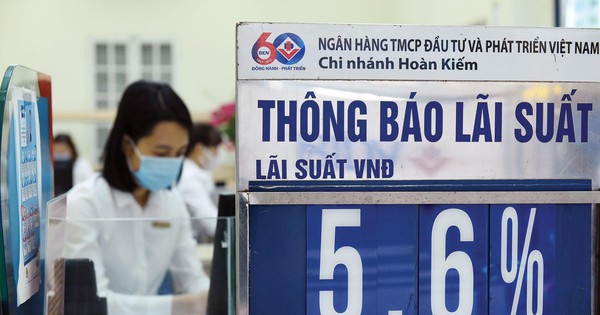 60 BIDV
ĐỒNG HÀNH - PHÁT TRIỂN
NGÂN HÀNG TMCP ĐẦU TƯ VÀ PHÁT TRIỂN VIỆT NAM
Chi nhánh Hoàn Kiếm
THÔNG BÁO LÃI SUẤT
LÃI SUẤT VNĐ
5.6%